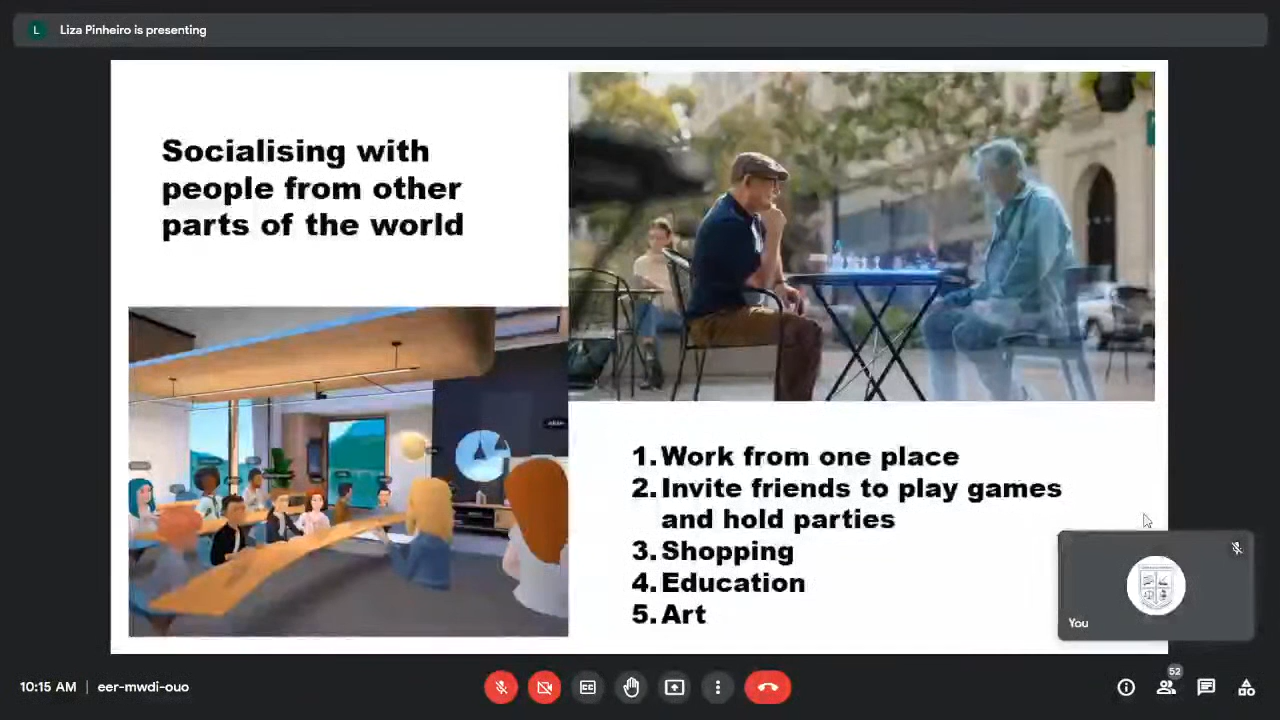 L Liza Pinheiro is presenting
Socialising with
people from other
parts of the world
1. Work from one place
2. Invite friends to play games
and hold parties
3. Shopping
4. Education
5. Art
You
10:15 AM | eer-mwdi-ouo
52